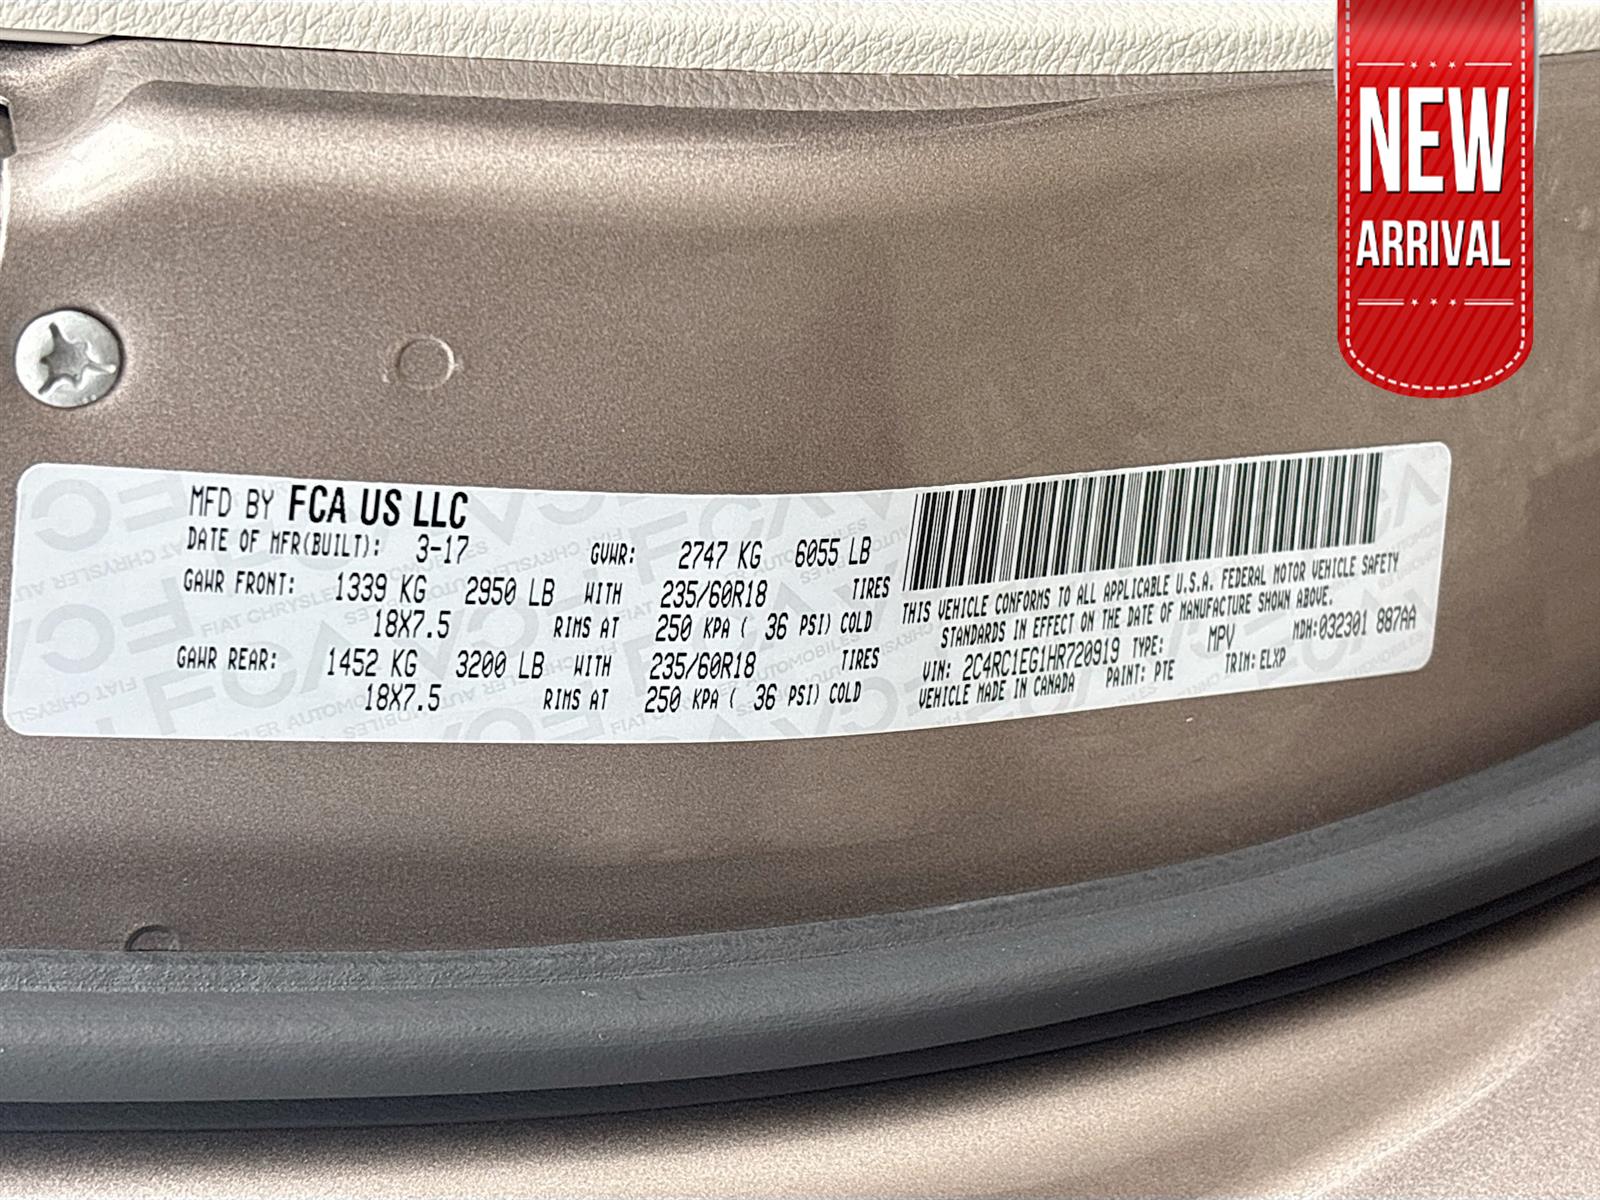 NEW
ARRIVAL
MFD BY FCA US LLC
DATE OF MFR(BUILT): 3-17 GVWR: 2747 KG 6055 LB
GAWR FRONT: 1339 KG 2950 LB WITH 235/60R18 TIRES
18X7.5 RIMS AT 250 KPA ( 36 PSI) COLD
GAWR REAR: 1452 KG 3200 LB WITH 235/60R18 TIRES
18X7.5 RIMS AT 250 KPA ( 36 PSI) COLD
THIS VEHICLE CONFORMS TO ALL APPLICABLE U.S.A. FEDERAL MOTOR VEHICLE SAFETY
STANDARDS IN EFFECT ON THE DATE OF MANUFACTURE SHOWN ABOVE.
VIN: 2C4RC1EG1HR720919 TYPE: MPV MDH:032301 887AA
VEHICLE MADE IN CANADA PAINT: PTE TRIM: ELXP